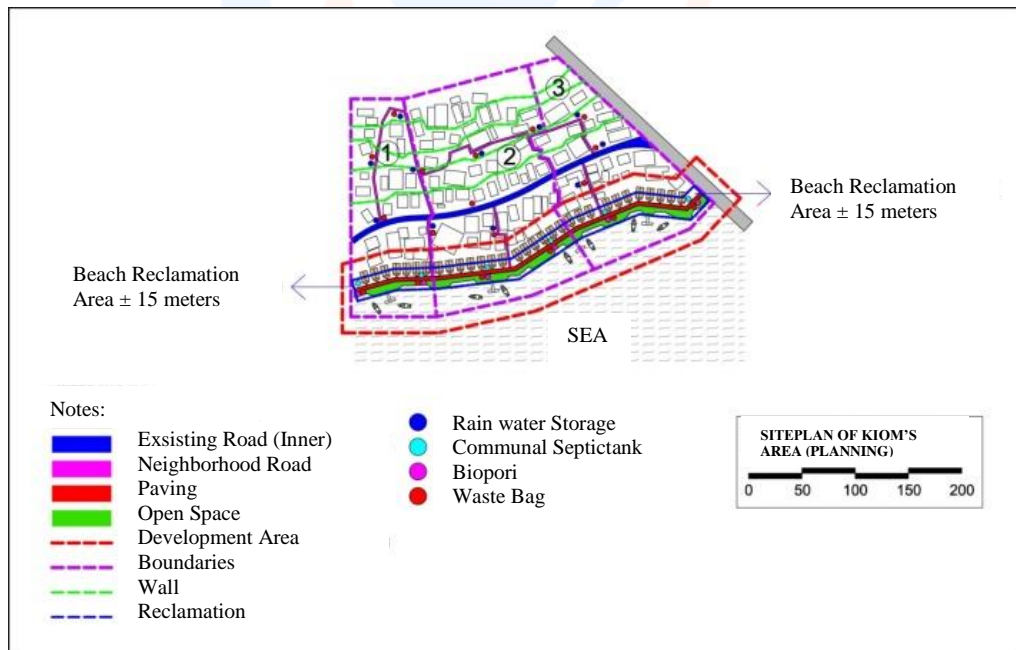 3
1
2
Beach Reclamation
Area ± 15 meters
Beach Reclamation
Area ± 15 meters
SEA
Notes:
Exsisting Road (Inner)
Neighborhood Road
Paving
Open Space
Development Area
Boundaries
Wall
Reclamation
Rain water Storage
Communal Septictank
Biopori
Waste Bag
SITEPLAN OF KIOM'S
AREA (PLANNING)
0 50 100 150 200